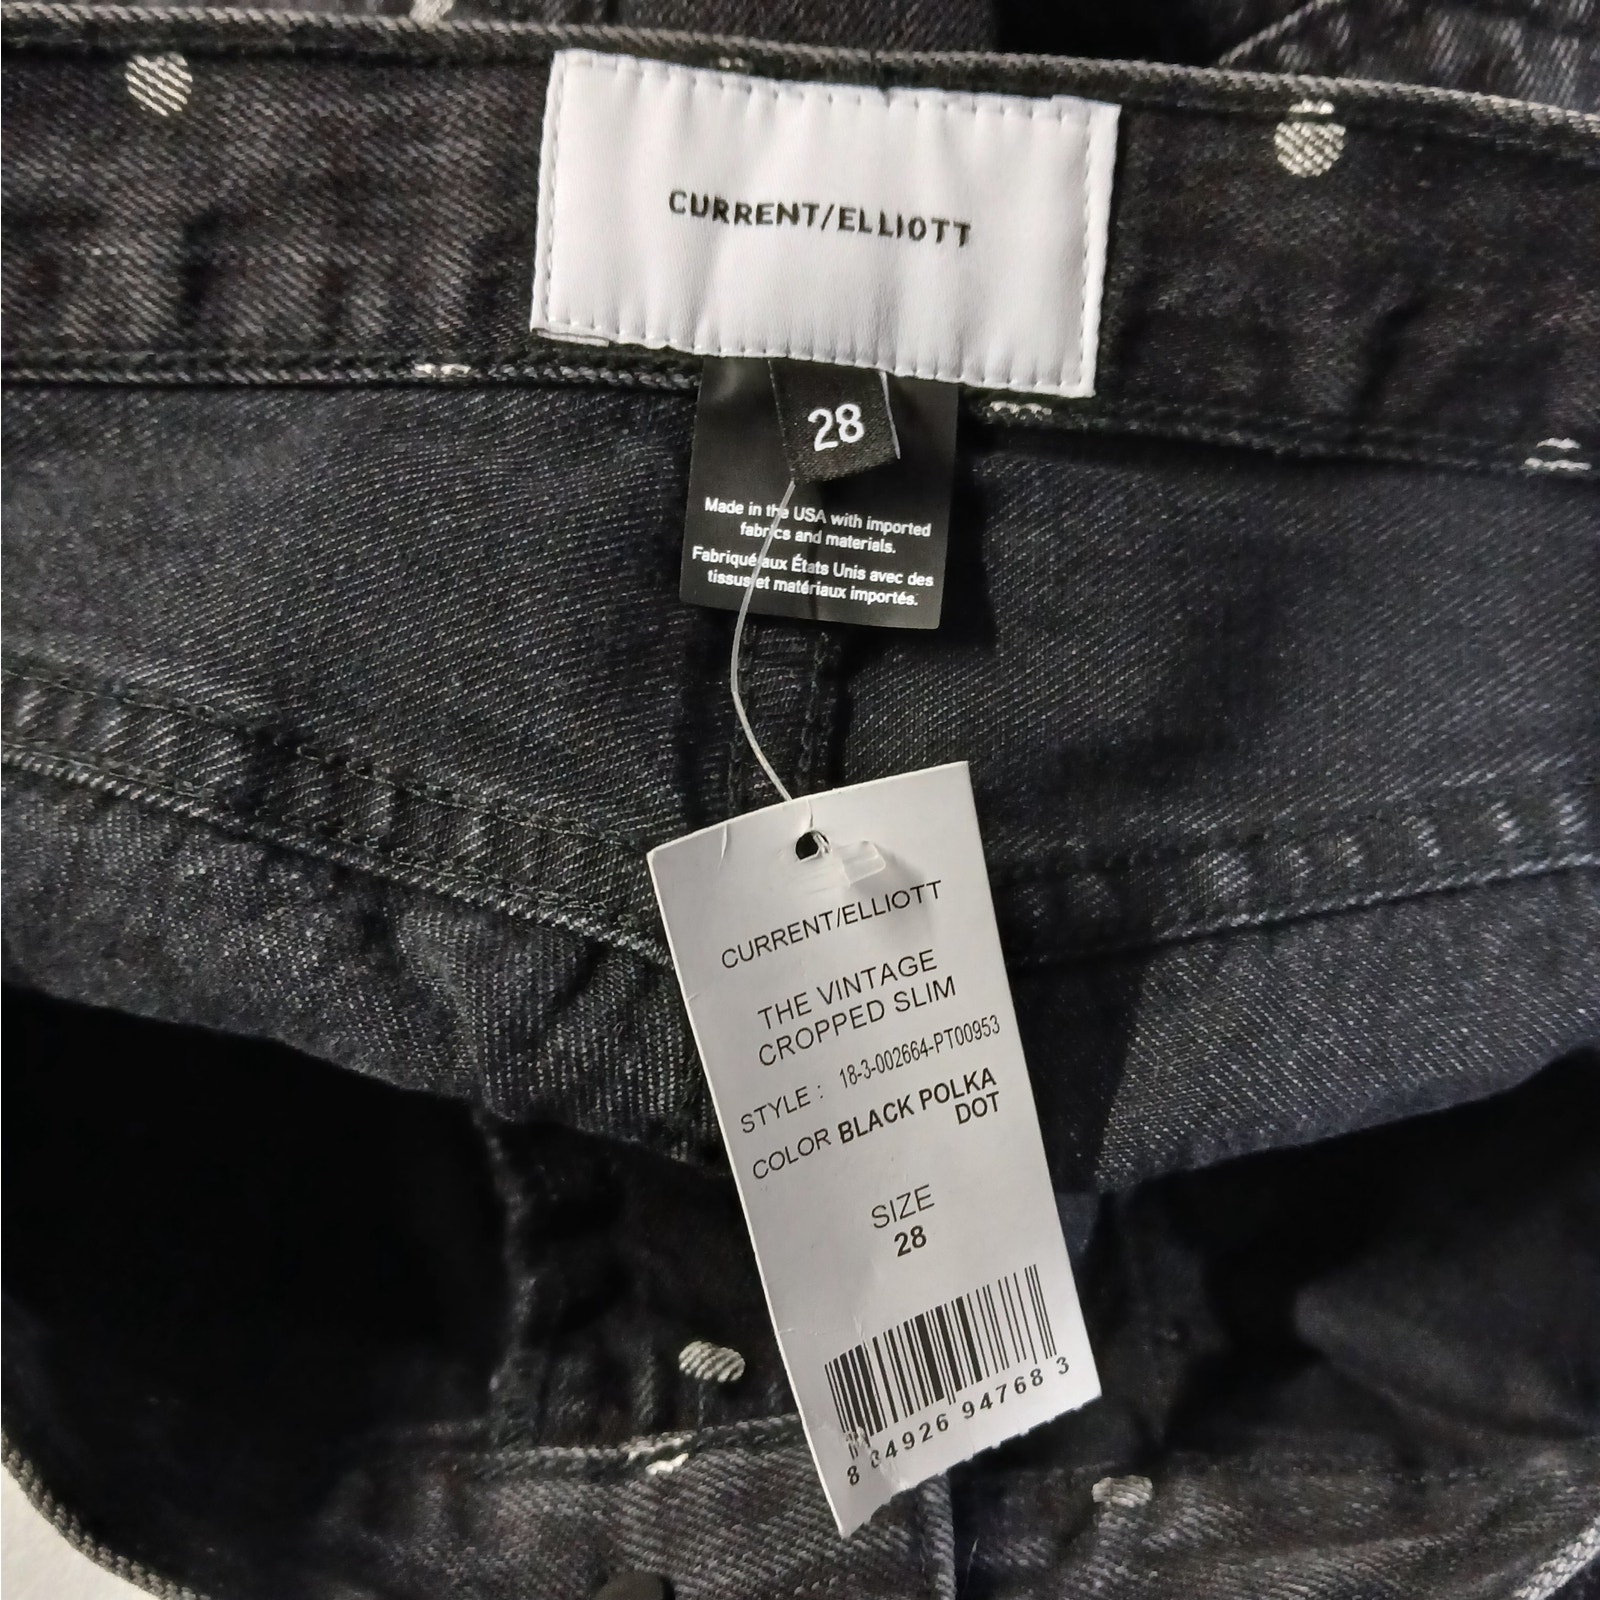 CURRENT/ELLIOTT
28
Made in the USA with imported
fabrics and materials.
Fabriqué aux États Unis avec des
tissus et matériaux importés.
CURRENT/ELLIOTT
THE VINTAGE
CROPPED SLIM
STYLE : 18-3-002664-PT00953
COLOR BLACK POLKA
DOT
SIZE
28
8 84926 94768 3